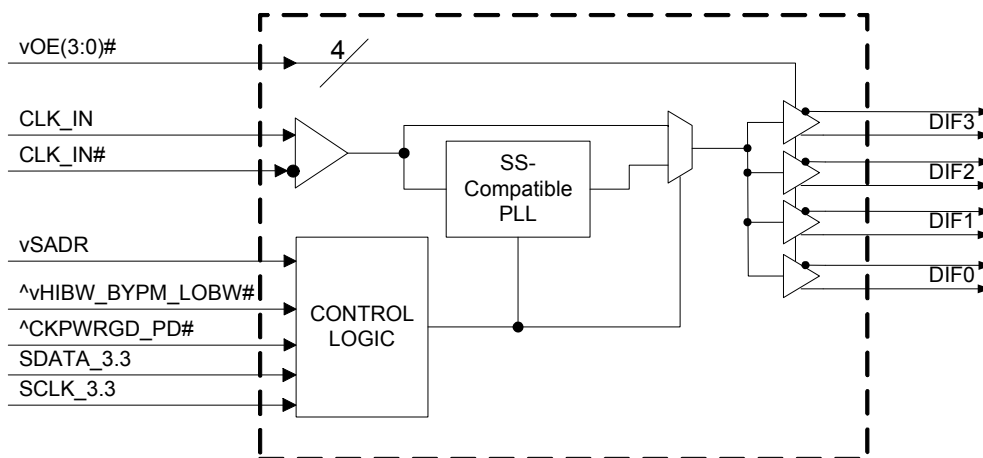 vOE(3:0)#
4
CLK_IN
CLK_IN#
DIF3
SS-
Compatible
PLL
DIF2
DIF1
vSADR
DIF0
^vHIBW_BYPM_LOBW#
CONTROL
LOGIC
^CKPWRGD_PD#
SDATA_3.3
SCLK_3.3